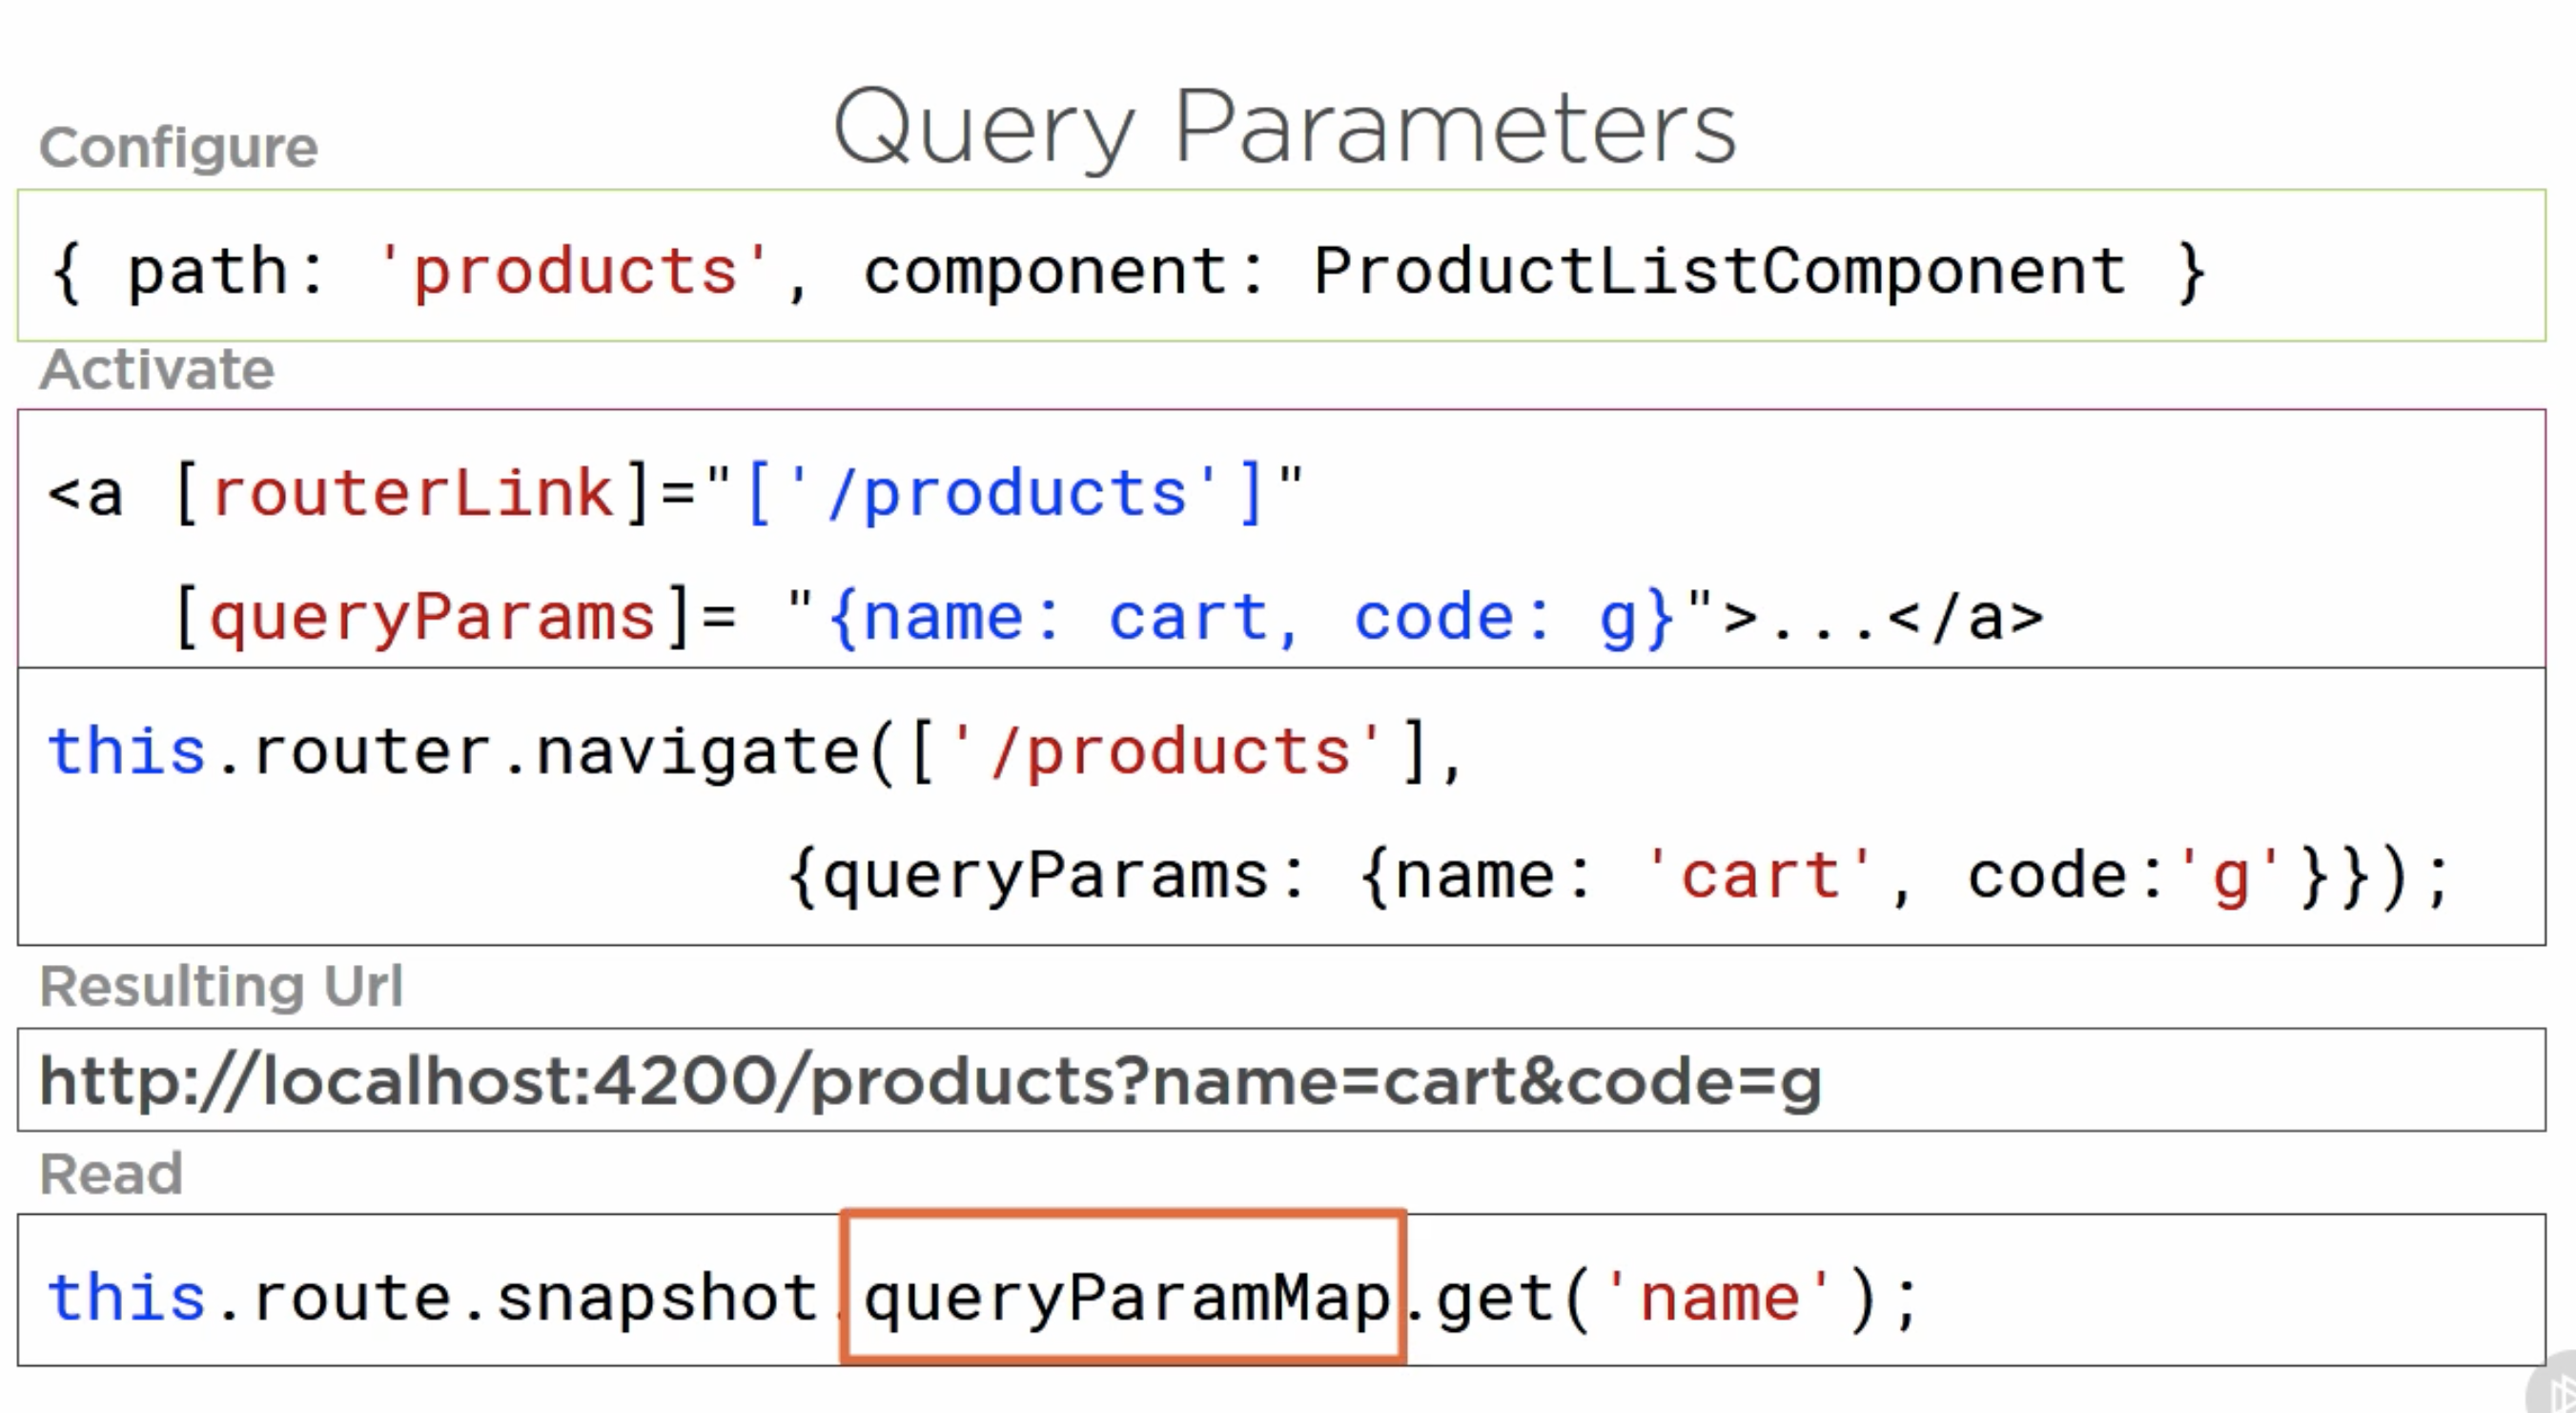 Query Parameters
Configure
{ path: 'products', component: ProductListComponent }
Activate
<a [routerLink]="['/products']"
[queryParams]= "{name: cart, code: g}">...</a>
this.router.navigate(['/products'],
{queryParams: {name: 'cart', code:'g'}});
Resulting Url
http://localhost:4200/products?name=cart&code=g
Read
this.route.snapshot.queryParamMap.get('name');